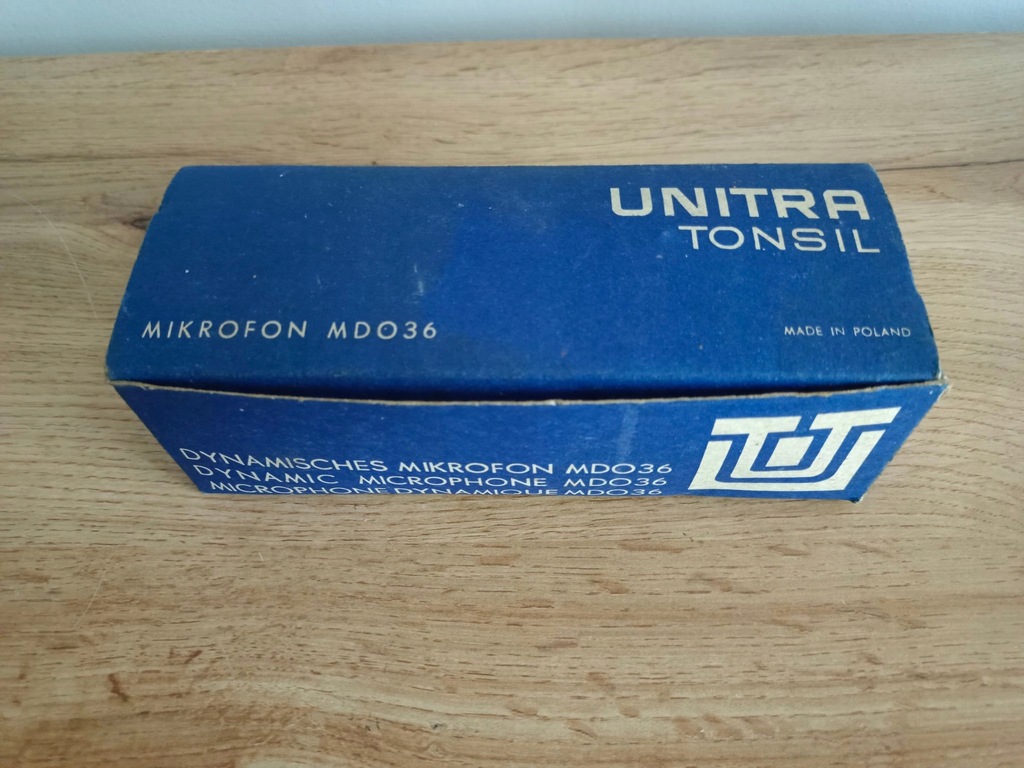 UNITRA
TONSIL
MIKROFON MDO36
MADE IN POLAND
DYNAMISCHES MIKROFON MDO36
DYNAMIC MICROPHONE MDO36
MICROPHONE DYNAMIQUE MDO36